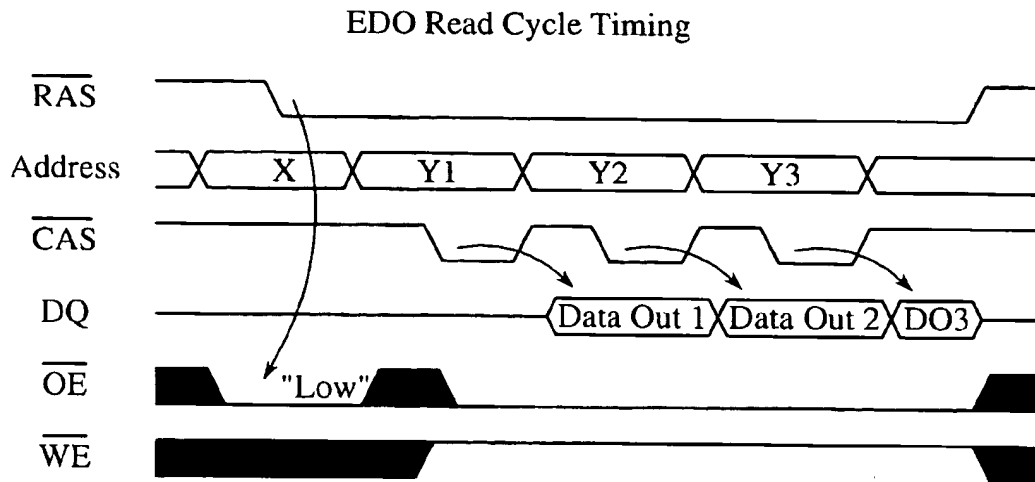 EDO Read Cycle Timing
RAS
Address X Y1 Y2 Y3
CAS
DQ Data Out 1 Data Out 2 DO3
OE "Low"
WE